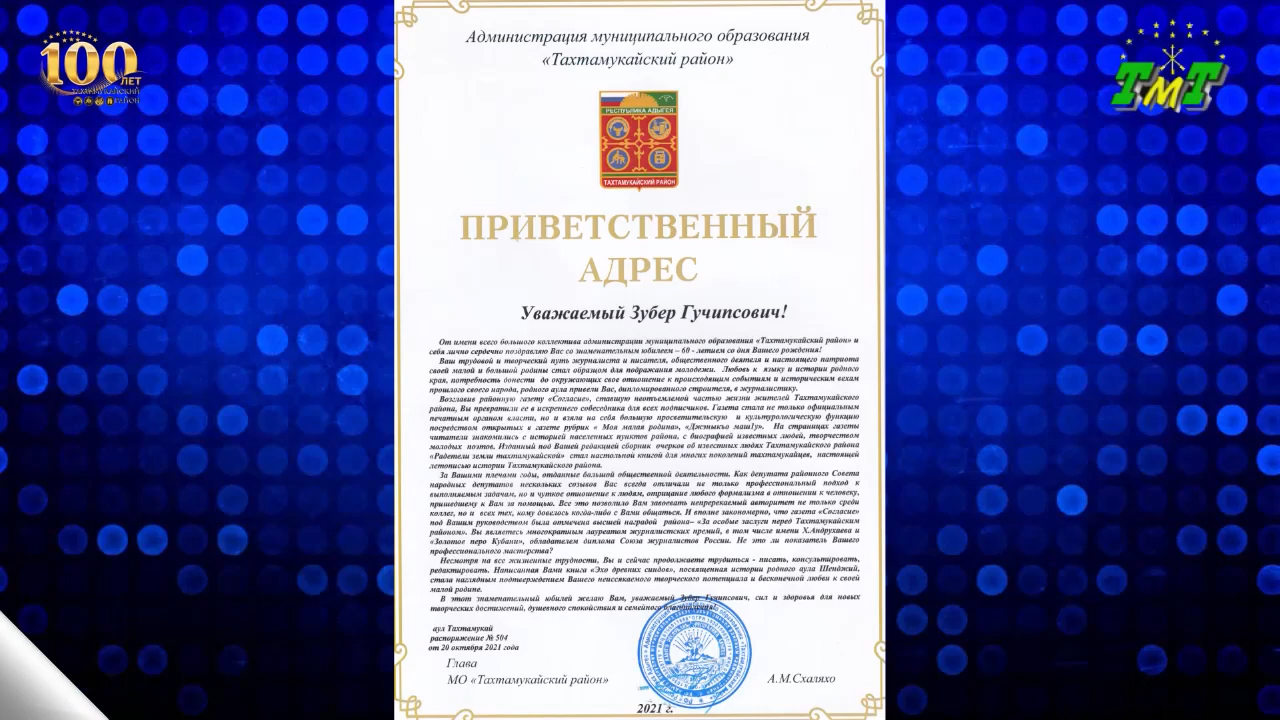 100 ЛЕТ
ТАХТАМУКАЙСКИЙ
РАЙОН
ТМТ
Администрация муниципального образования
«Тахтамукайский район»
РЕСПУБЛИКА АДЫГЕЯ
ТАХТАМУКАЙСКИЙ РАЙОН
ПРИВЕТСТВЕННЫЙ
АДРЕС
Уважаемый Зубер Гучипсович!
От имени всего большого коллектива администрации муниципального образования «Тахтамукайский район» и
себя лично сердечно поздравляю Вас со знаменательным юбилеем – 60 - летием со дня Вашего рождения!
Ваш трудовой и творческий путь журналиста и писателя, общественного деятеля и настоящего патриота
своей малой и большой родины стал образцом для подражания молодежи. Любовь к языку и истории родного
края, потребность донести до окружающих свое отношение к происходящим событиям и историческим вехам
прошлого своего народа, родного аула привели Вас, дипломированного строителя, в журналистику.
Возглавив районную газету «Согласие», ставшую неотъемлемой частью жизни жителей Тахтамукайского
района, Вы превратили ее в искреннего собеседника для всех подписчиков. Газета стала не только официальным
печатным органом власти, но и взяла на себя большую просветительскую и культурологическую функцию
посредством открытых в газете рубрик « Моя малая родина», «Джэныкъо маш1у». На страницах газеты
читатели знакомились с историей населенных пунктов района, с биографией известных людей, творчеством
молодых поэтов. Изданный под Вашей редакцией сборник очерков об известных людях Тахтамукайского района
«Радетели земли тахтамукайской» стал настольной книгой для многих поколений тахтамукайцев, настоящей
летописью истории Тахтамукайского района.
За Вашими плечами годы, отданные большой общественной деятельности. Как депутата районного Совета
народных депутатов нескольких созывов Вас всегда отличали не только профессиональный подход к
выполняемым задачам, но и чуткое отношение к людям, отрицание любого формализма в отношении к человеку,
пришедшему к Вам за помощью. Все это позволило Вам завоевать непререкаемый авторитет не только среди
коллег, но и всех тех, кому довелось когда-либо с Вами общаться. И вполне закономерно, что газета «Согласие»
под Вашим руководством была отмечена высшей наградой района– «За особые заслуги перед Тахтамукайским
районом». Вы являетесь многократным лауреатом журналистских премий, в том числе имени Х.Андрухаева и
«Золотое перо Кубани», обладателем диплома Союза журналистов России. Не это ли показатель Вашего
профессионального мастерства?
Несмотря на все жизненные трудности, Вы и сейчас продолжаете трудиться - писать, консультировать,
редактировать. Написанная Вами книга «Эхо древних синдов», посвященная истории родного аула Шенджий,
стала наглядным подтверждением Вашего неиссякаемого творческого потенциала и бесконечной любви к своей
малой родине.
В этот знаменательный юбилей желаю Вам, уважаемый Зубер Гучипсович, сил и здоровья для новых
творческих достижений, душевного спокойствия и семейного благополучия!
аул Тахтамукай
распоряжение № 504
от 20 октября 2021 года
Глава
МО «Тахтамукайский район»
А.М.Схаляхо
2021 г.